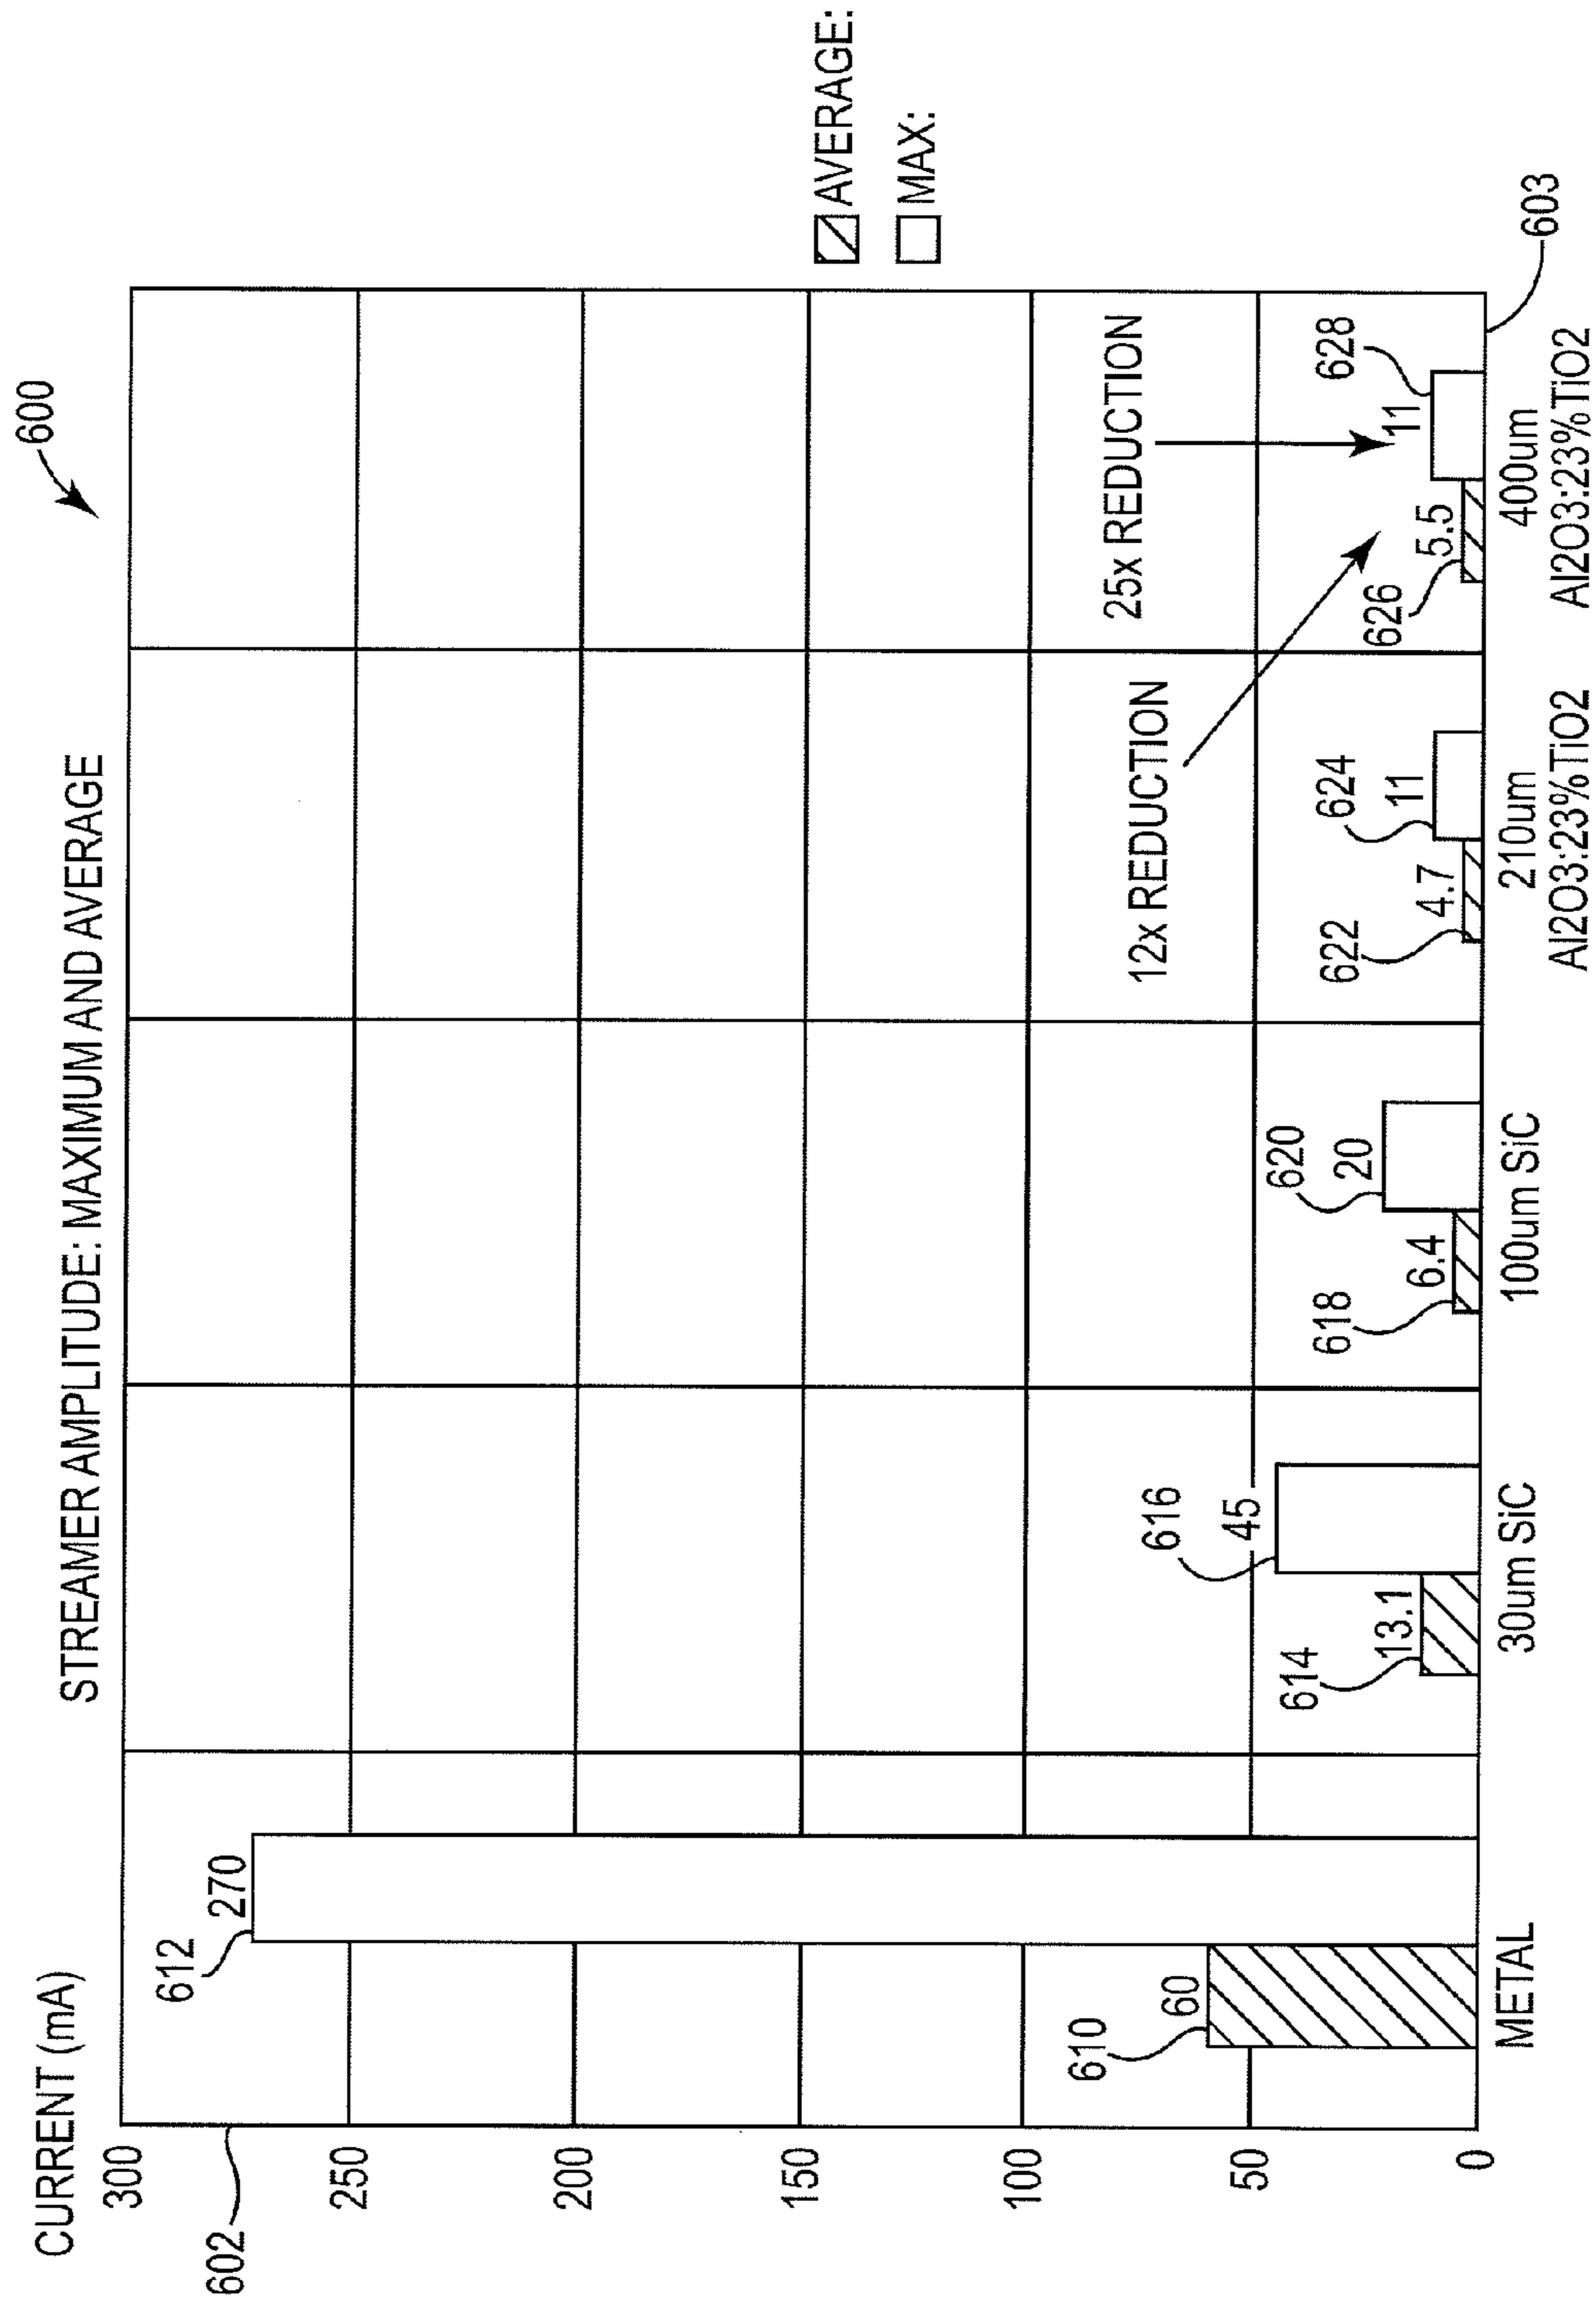 600
STREAMER AMPLITUDE: MAXIMUM AND AVERAGE
CURRENT (mA)
602
300
250
200
150
100
50
0
612
270
610
60
616
45
614
13.1
620
20
618
6.4
12x REDUCTION
624
11
622
4.7
25x REDUCTION
628
11
626
5.5
603
METAL
30um SiC
100um SiC
210um
Al2O3:23%TiO2
400um
Al2O3:23%TiO2
AVERAGE:
MAX: